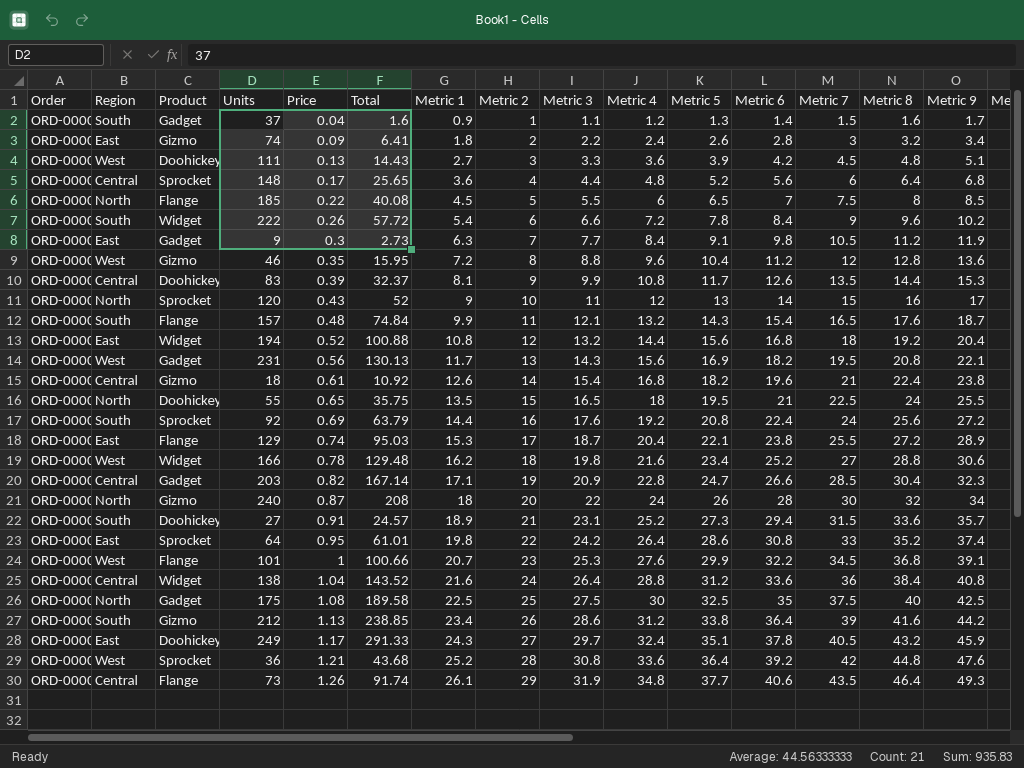 Book1 - Cells
D2 fx 37
A B C D E F G H I J K L M N O
1 Order Region Product Units Price Total Metric 1 Metric 2 Metric 3 Metric 4 Metric 5 Metric 6 Metric 7 Metric 8 Metric 9 Me
2 ORD-0000 South Gadget 37 0.04 1.6 0.9 1 1.1 1.2 1.3 1.4 1.5 1.6 1.7
3 ORD-0000 East Gizmo 74 0.09 6.41 1.8 2 2.2 2.4 2.6 2.8 3 3.2 3.4
4 ORD-0000 West Doohickey 111 0.13 14.43 2.7 3 3.3 3.6 3.9 4.2 4.5 4.8 5.1
5 ORD-0000 Central Sprocket 148 0.17 25.65 3.6 4 4.4 4.8 5.2 5.6 6 6.4 6.8
6 ORD-0000 North Flange 185 0.22 40.08 4.5 5 5.5 6 6.5 7 7.5 8 8.5
7 ORD-0000 South Widget 222 0.26 57.72 5.4 6 6.6 7.2 7.8 8.4 9 9.6 10.2
8 ORD-0000 East Gadget 9 0.3 2.73 6.3 7 7.7 8.4 9.1 9.8 10.5 11.2 11.9
9 ORD-0000 West Gizmo 46 0.35 15.95 7.2 8 8.8 9.6 10.4 11.2 12 12.8 13.6
10 ORD-0000 Central Doohickey 83 0.39 32.37 8.1 9 9.9 10.8 11.7 12.6 13.5 14.4 15.3
11 ORD-0000 North Sprocket 120 0.43 52 9 10 11 12 13 14 15 16 17
12 ORD-0000 South Flange 157 0.48 74.84 9.9 11 12.1 13.2 14.3 15.4 16.5 17.6 18.7
13 ORD-0000 East Widget 194 0.52 100.88 10.8 12 13.2 14.4 15.6 16.8 18 19.2 20.4
14 ORD-0000 West Gadget 231 0.56 130.13 11.7 13 14.3 15.6 16.9 18.2 19.5 20.8 22.1
15 ORD-0000 Central Gizmo 18 0.61 10.92 12.6 14 15.4 16.8 18.2 19.6 21 22.4 23.8
16 ORD-0000 North Doohickey 55 0.65 35.75 13.5 15 16.5 18 19.5 21 22.5 24 25.5
17 ORD-0000 South Sprocket 92 0.69 63.79 14.4 16 17.6 19.2 20.8 22.4 24 25.6 27.2
18 ORD-0000 East Flange 129 0.74 95.03 15.3 17 18.7 20.4 22.1 23.8 25.5 27.2 28.9
19 ORD-0000 West Widget 166 0.78 129.48 16.2 18 19.8 21.6 23.4 25.2 27 28.8 30.6
20 ORD-0000 Central Gadget 203 0.82 167.14 17.1 19 20.9 22.8 24.7 26.6 28.5 30.4 32.3
21 ORD-0000 North Gizmo 240 0.87 208 18 20 22 24 26 28 30 32 34
22 ORD-0000 South Doohickey 27 0.91 24.57 18.9 21 23.1 25.2 27.3 29.4 31.5 33.6 35.7
23 ORD-0000 East Sprocket 64 0.95 61.01 19.8 22 24.2 26.4 28.6 30.8 33 35.2 37.4
24 ORD-0000 West Flange 101 1 100.66 20.7 23 25.3 27.6 29.9 32.2 34.5 36.8 39.1
25 ORD-0000 Central Widget 138 1.04 143.52 21.6 24 26.4 28.8 31.2 33.6 36 38.4 40.8
26 ORD-0000 North Gadget 175 1.08 189.58 22.5 25 27.5 30 32.5 35 37.5 40 42.5
27 ORD-0000 South Gizmo 212 1.13 238.85 23.4 26 28.6 31.2 33.8 36.4 39 41.6 44.2
28 ORD-0000 East Doohickey 249 1.17 291.33 24.3 27 29.7 32.4 35.1 37.8 40.5 43.2 45.9
29 ORD-0000 West Sprocket 36 1.21 43.68 25.2 28 30.8 33.6 36.4 39.2 42 44.8 47.6
30 ORD-0000 Central Flange 73 1.26 91.74 26.1 29 31.9 34.8 37.7 40.6 43.5 46.4 49.3
31
32
Ready Average: 44.56333333 Count: 21 Sum: 935.83